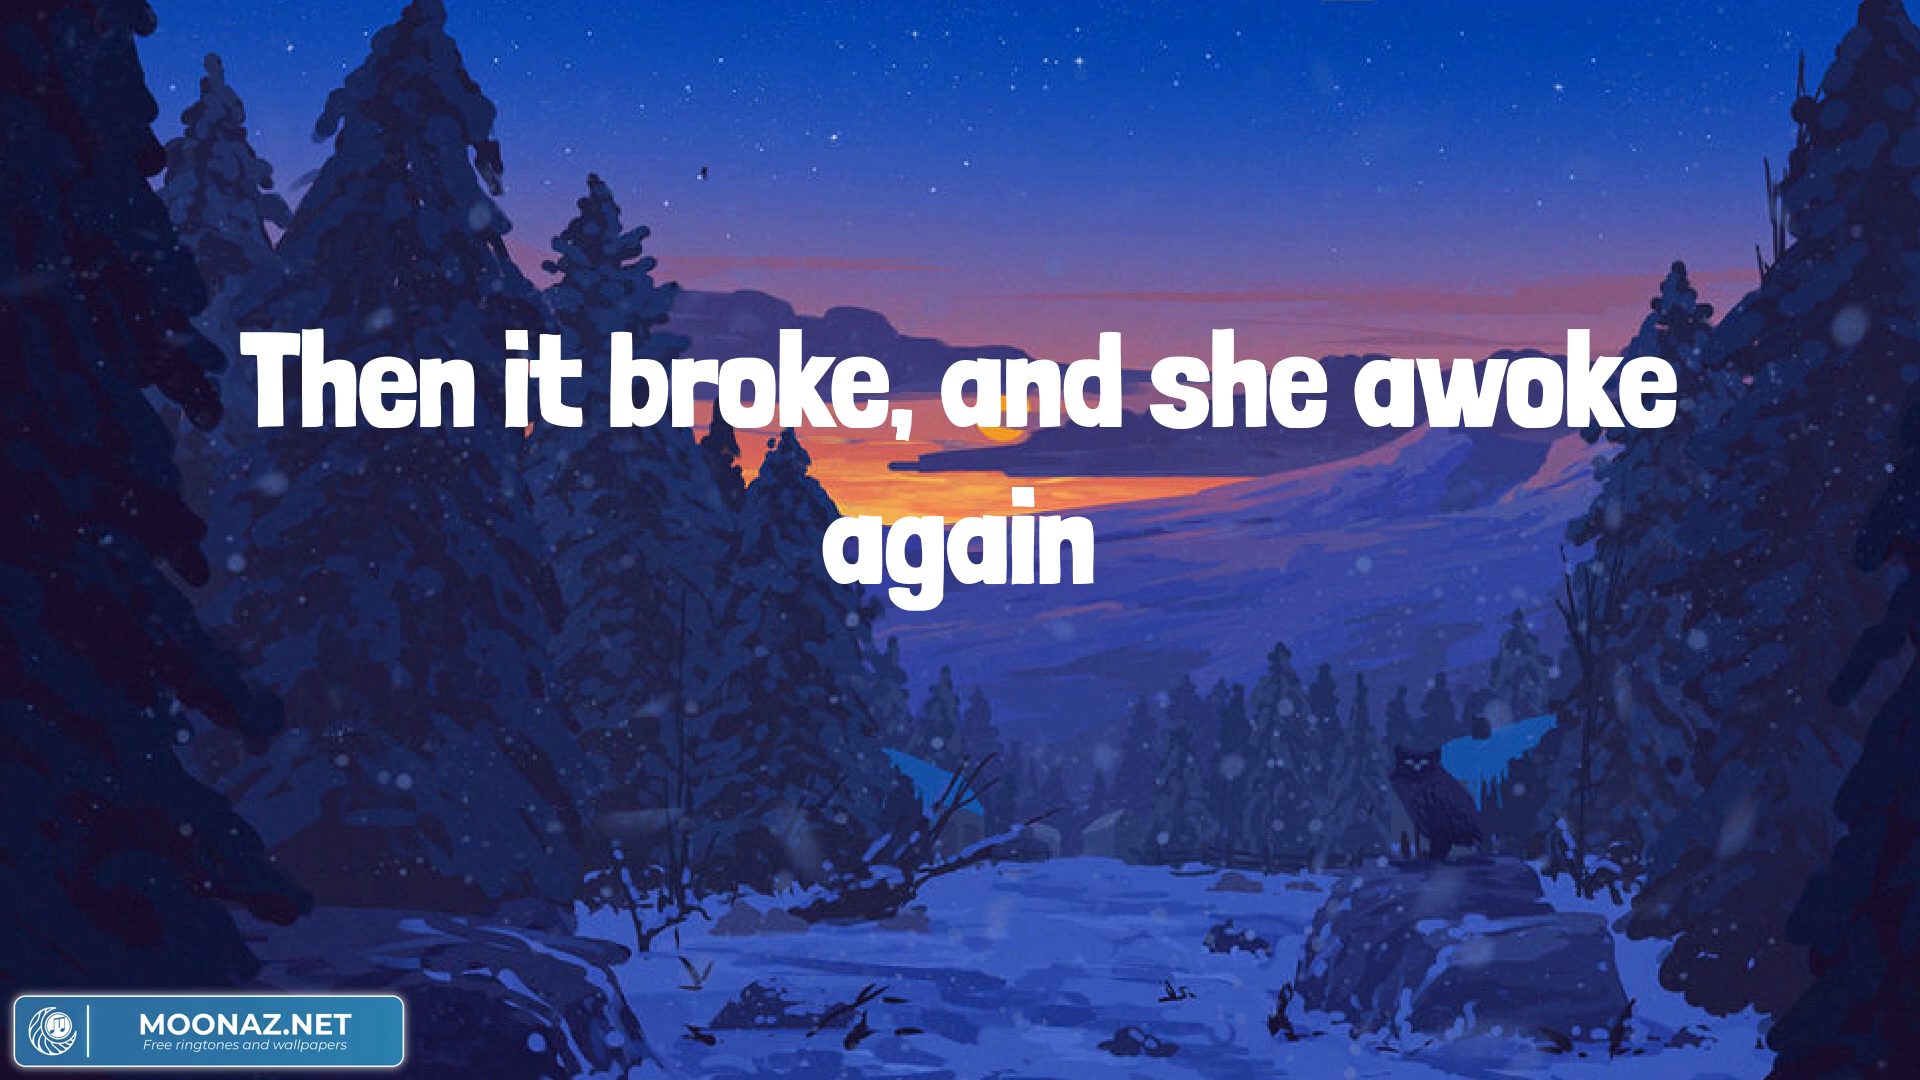 Then it broke, and she awoke
again
MOONAZ.NET
Free ringtones and wallpapers